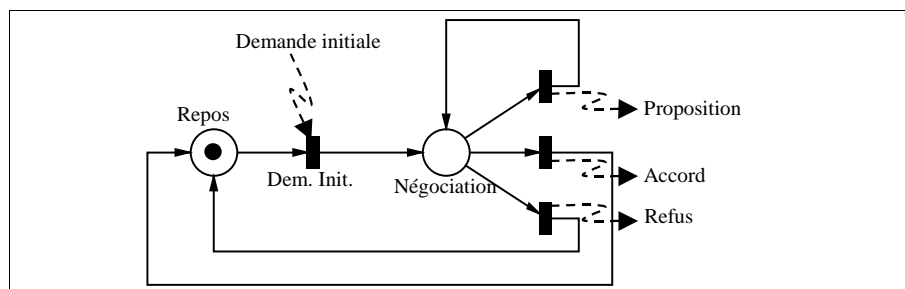 Demande initiale
Repos
Proposition
Dem. Init.
Négociation
Accord
Refus